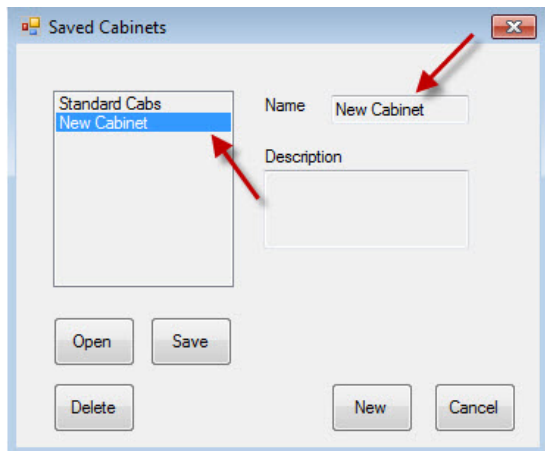 Saved Cabinets
Standard Cabs
New Cabinet
Name
New Cabinet
Description
Open
Save
Delete
New
Cancel